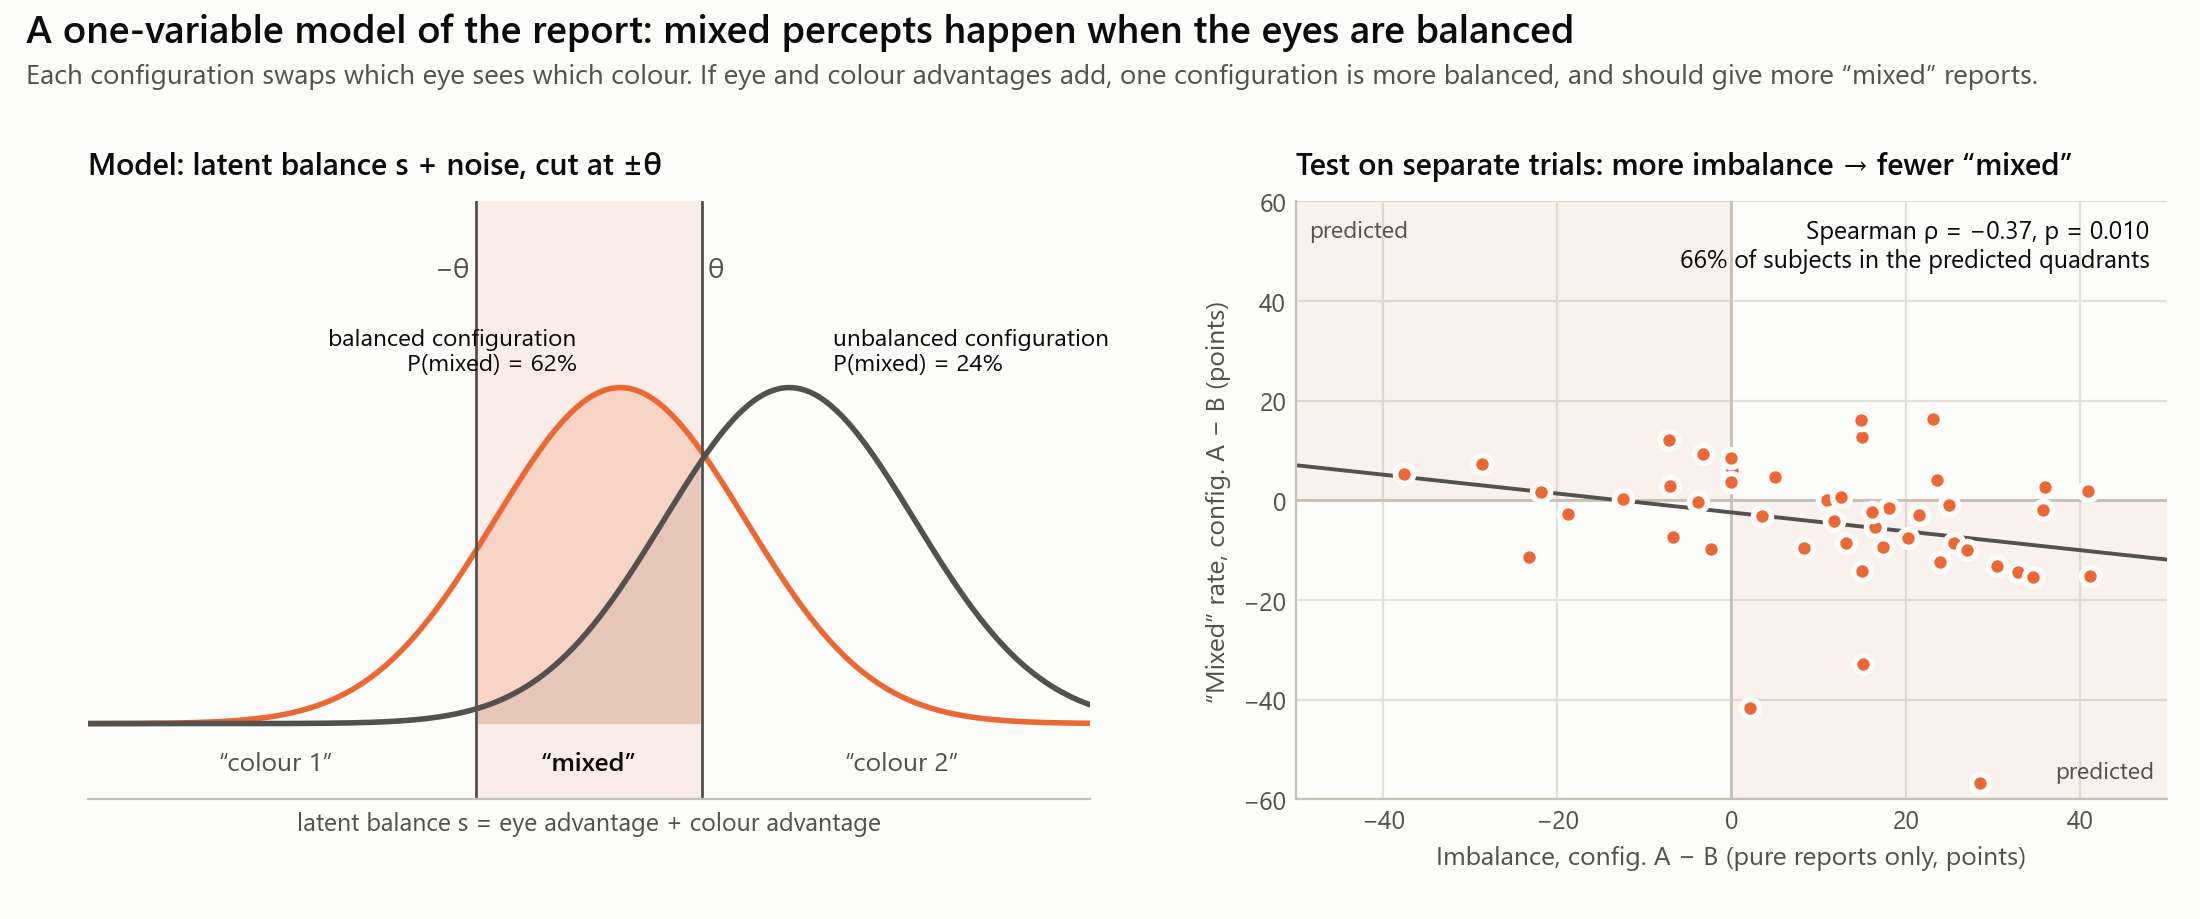 A one-variable model of the report: mixed percepts happen when the eyes are balanced
Each configuration swaps which eye sees which colour. If eye and colour advantages add, one configuration is more balanced, and should give more “mixed” reports.
Model: latent balance s + noise, cut at ±θ
−θ
θ
balanced configuration
P(mixed) = 62%
unbalanced configuration
P(mixed) = 24%
“colour 1”
“mixed”
“colour 2”
latent balance s = eye advantage + colour advantage
Test on separate trials: more imbalance → fewer “mixed”
predicted
Spearman ρ = −0.37, p = 0.010
66% of subjects in the predicted quadrants
“Mixed” rate, config. A − B (points)
60
40
20
0
−20
−40
−60
predicted
−40
−20
0
20
40
Imbalance, config. A − B (pure reports only, points)